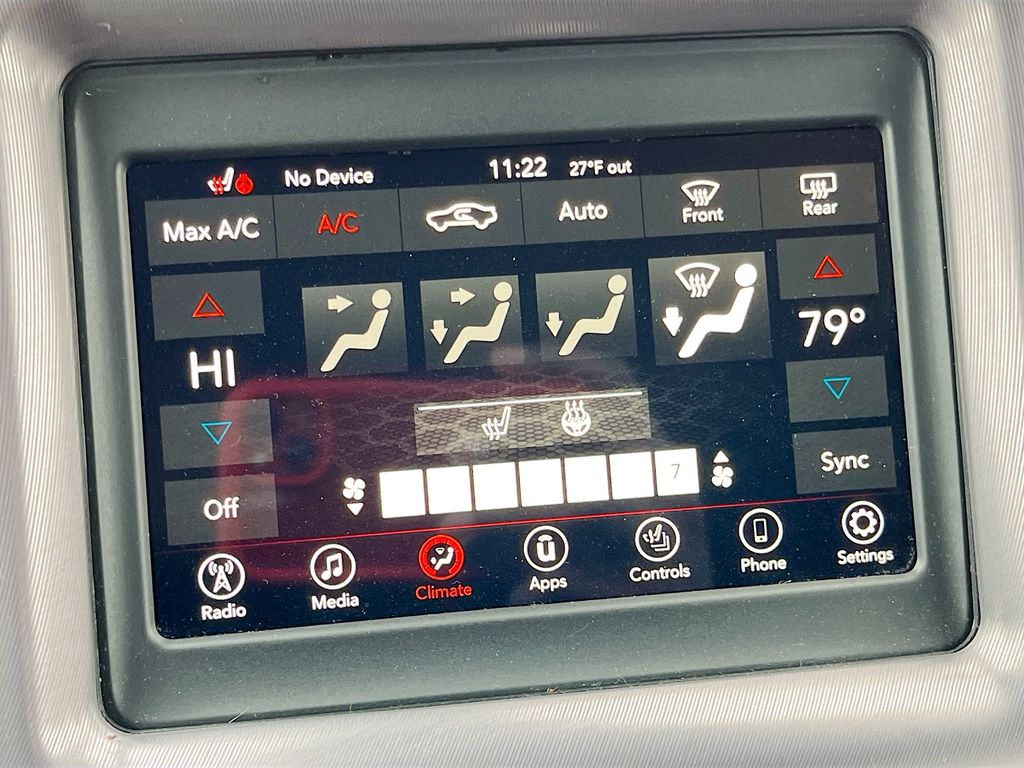 No Device 11:22 27°F out
Max A/C A/C Auto Front Rear
HI 79°
Off 7 Sync
Radio Media Climate Apps Controls Phone Settings